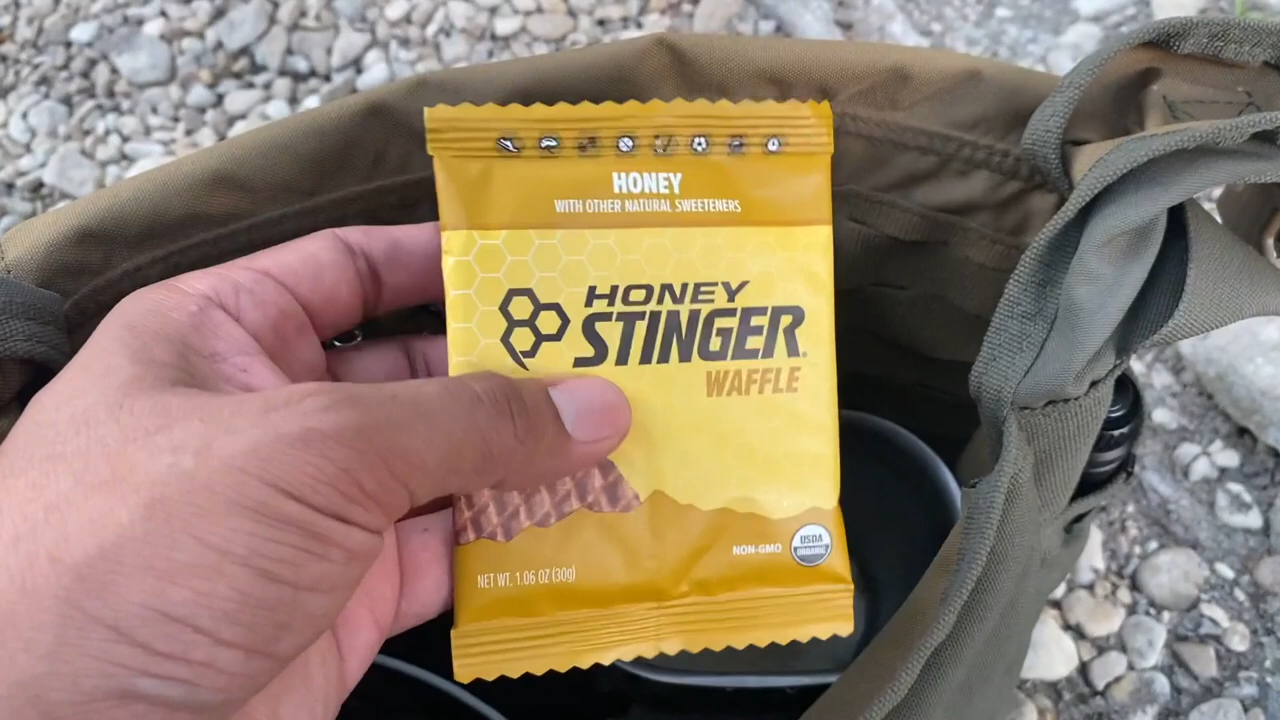 HONEY
WITH OTHER NATURAL SWEETENERS
HONEY
STINGER
WAFFLE
NON-GMO
USDA
ORGANIC
NET WT. 1.06 OZ (30g)